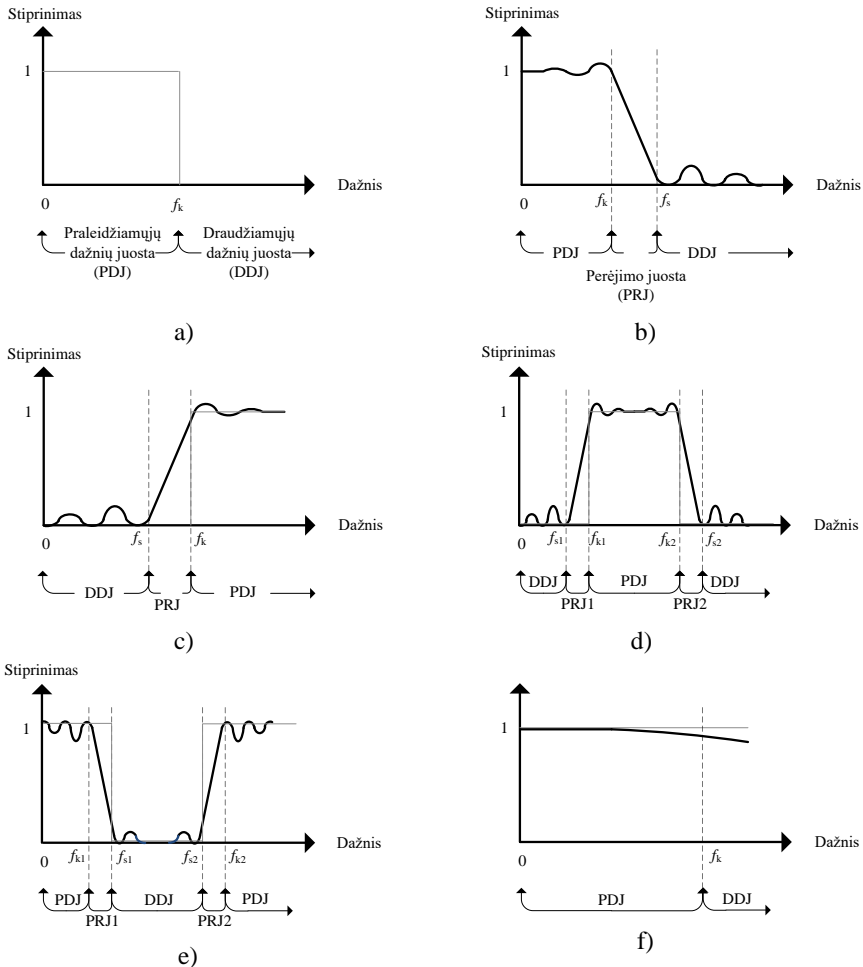 Stiprinimas
1
0
fk
Dažnis
Praleidžiamųjų
dažnių juosta
(PDJ)
Draudžiamųjų
dažnių juosta
(DDJ)
a)
Stiprinimas
1
0
fk
fs
Dažnis
PDJ
DDJ
Perėjimo juosta
(PRJ)
b)
Stiprinimas
1
0
fs
fk
Dažnis
DDJ
PRJ
PDJ
c)
Stiprinimas
1
0
fs1
fk1
fk2
fs2
Dažnis
DDJ
PDJ
DDJ
PRJ1
PRJ2
d)
Stiprinimas
1
0
fk1
fs1
fs2
fk2
Dažnis
PDJ
DDJ
PDJ
PRJ1
PRJ2
e)
1
0
fk
Dažnis
PDJ
DDJ
f)